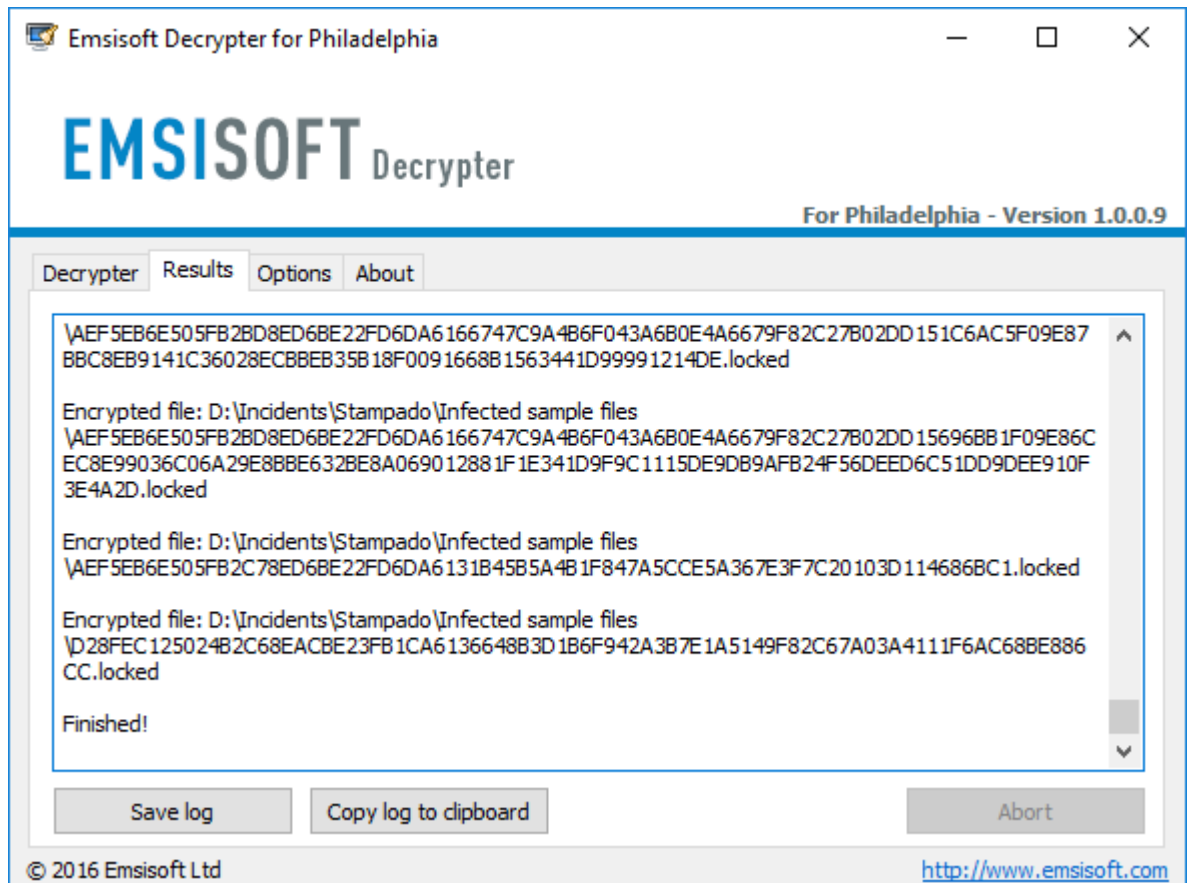 Emsisoft Decrypter for Philadelphia
EMSISOFT Decrypter
For Philadelphia - Version 1.0.0.9
Decrypter Results Options About
\AEF5EB6E505FB2BD8ED6BE22FD6DA6166747C9A4B6F043A6B0E4A6679F82C27B02DD151C6AC5F09E87
BBC8EB9141C36028ECBBEB35B18F0091668B1563441D99991214DE.locked
Encrypted file: D:\Incidents\Stampado\Infected sample files
\AEF5EB6E505FB2BD8ED6BE22FD6DA6166747C9A4B6F043A6B0E4A6679F82C27B02DD15696BB1F09E86C
EC8E99036C06A29E8BBE632BE8A069012881F1E341D9F9C1115DE9DB9AFB24F56DEED6C51DD9DEE910F
3E4A2D.locked
Encrypted file: D:\Incidents\Stampado\Infected sample files
\AEF5EB6E505FB2C78ED6BE22FD6DA6131B45B5A4B1F847A5CCE5A367E3F7C20103D114686BC1.locked
Encrypted file: D:\Incidents\Stampado\Infected sample files
\D28FEC125024B2C68EACBE23FB1CA6136648B3D1B6F942A3B7E1A5149F82C67A03A4111F6AC68BE886
CC.locked
Finished!
Save log Copy log to clipboard Abort
© 2016 Emsisoft Ltd http://www.emsisoft.com